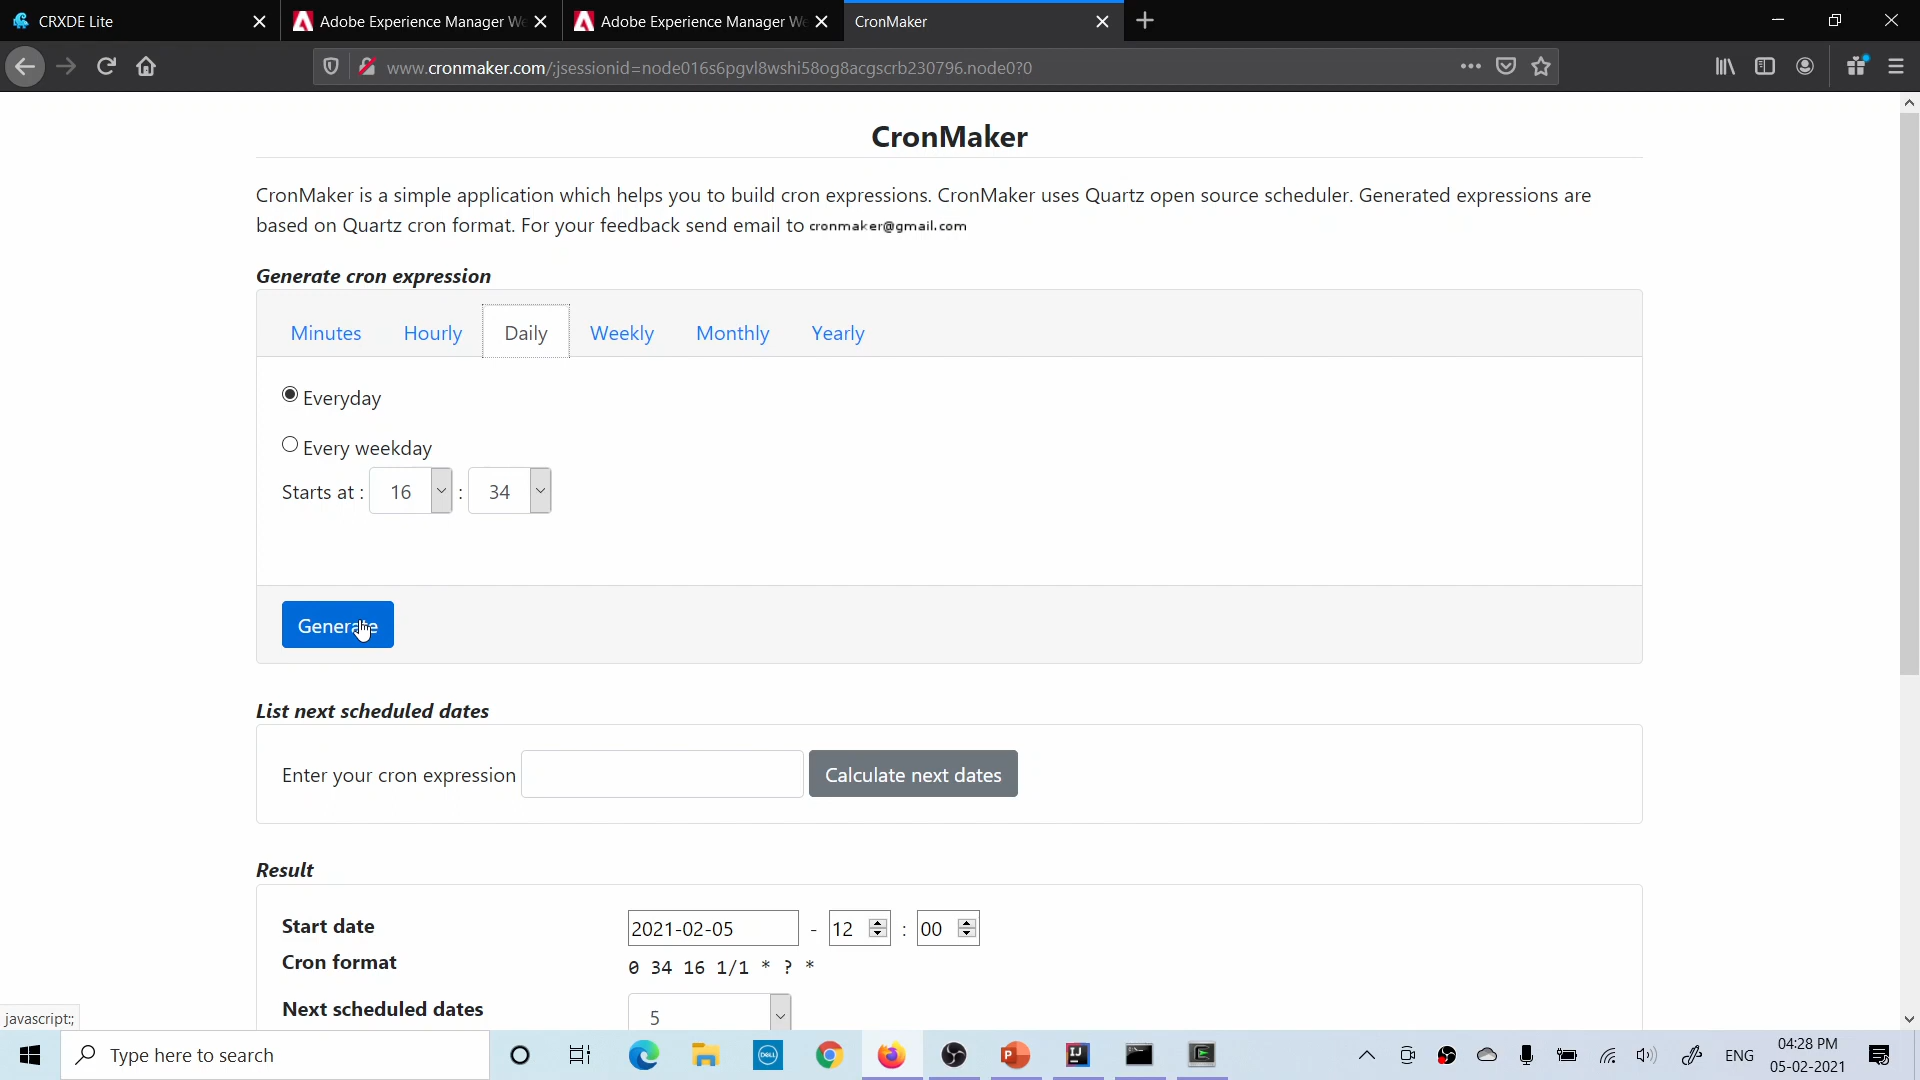 CRXDE Lite
Adobe Experience Manager We
Adobe Experience Manager We
CronMaker
www.cronmaker.com/;jsessionid=node016s6pgvl8wshi58og8acgscrb230796.node0?0
CronMaker
CronMaker is a simple application which helps you to build cron expressions. CronMaker uses Quartz open source scheduler. Generated expressions are
based on Quartz cron format. For your feedback send email to cronmaker@gmail.com
Generate cron expression
Minutes Hourly Daily Weekly Monthly Yearly
Everyday
Every weekday
Starts at : 16 : 34
Generate
List next scheduled dates
Enter your cron expression Calculate next dates
Result
Start date 2021-02-05 - 12 : 00
Cron format 0 34 16 1/1 * ? *
Next scheduled dates 5
javascript:;
Type here to search
DELL
ENG
04:28 PM
05-02-2021